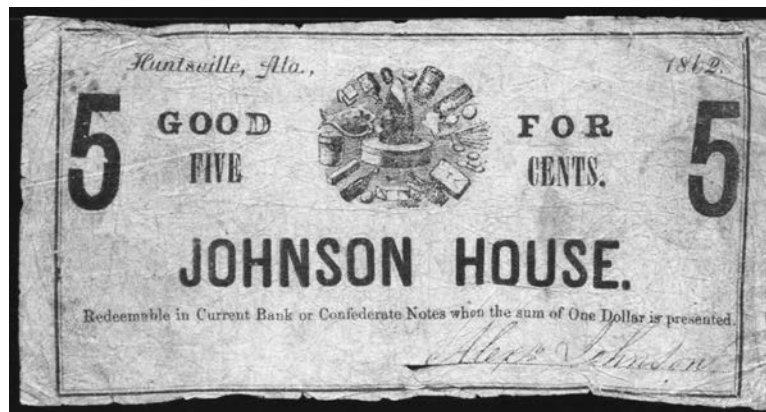 Huntsville, Ala., 1862.
5 GOOD FOR 5
FIVE CENTS.
JOHNSON HOUSE.
Redeemable in Current Bank or Confederate Notes when the sum of One Dollar is presented.
Alexr Johnson